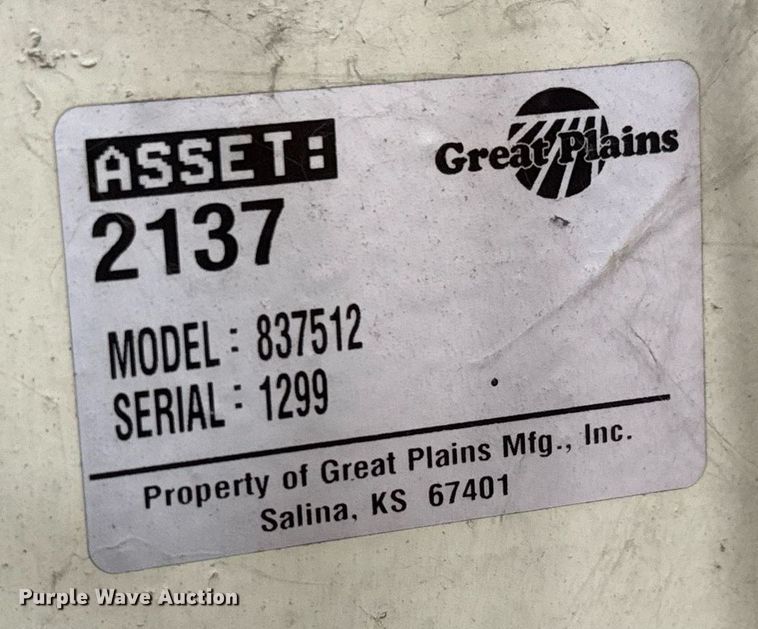 ASSET:
Great Plains
2137
MODEL: 837512
SERIAL: 1299
Property of Great Plains Mfg., Inc.
Salina, KS 67401
Purple Wave Auction